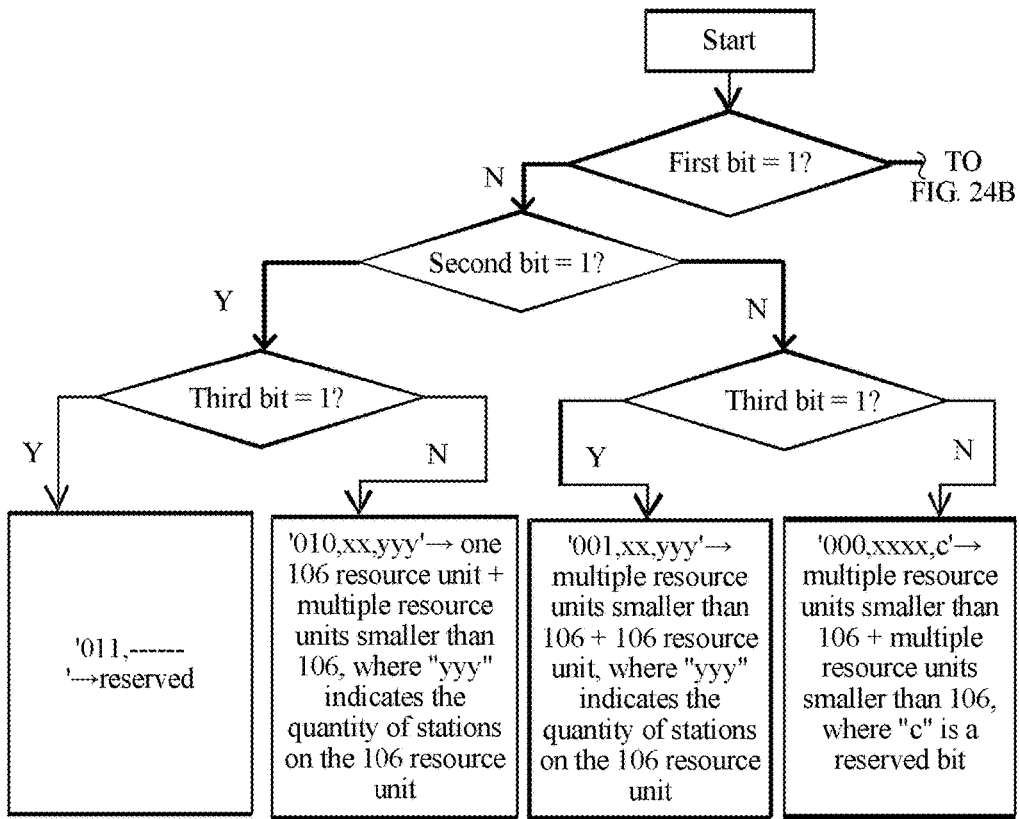 Start
First bit = 1?
TO
FIG. 24B
N
Second bit = 1?
Y
N
Third bit = 1?
Third bit = 1?
Y
N
Y
N
'011,------
'→reserved
'010,xx,yyy'→ one
106 resource unit +
multiple resource
units smaller than
106, where "yyy"
indicates the
quantity of stations
on the 106 resource
unit
'001,xx,yyy'→
multiple resource
units smaller than
106 + 106 resource
unit, where "yyy"
indicates the
quantity of stations
on the 106 resource
unit
'000,xxxx,c'→
multiple resource
units smaller than
106 + multiple
resource units
smaller than 106,
where "c" is a
reserved bit